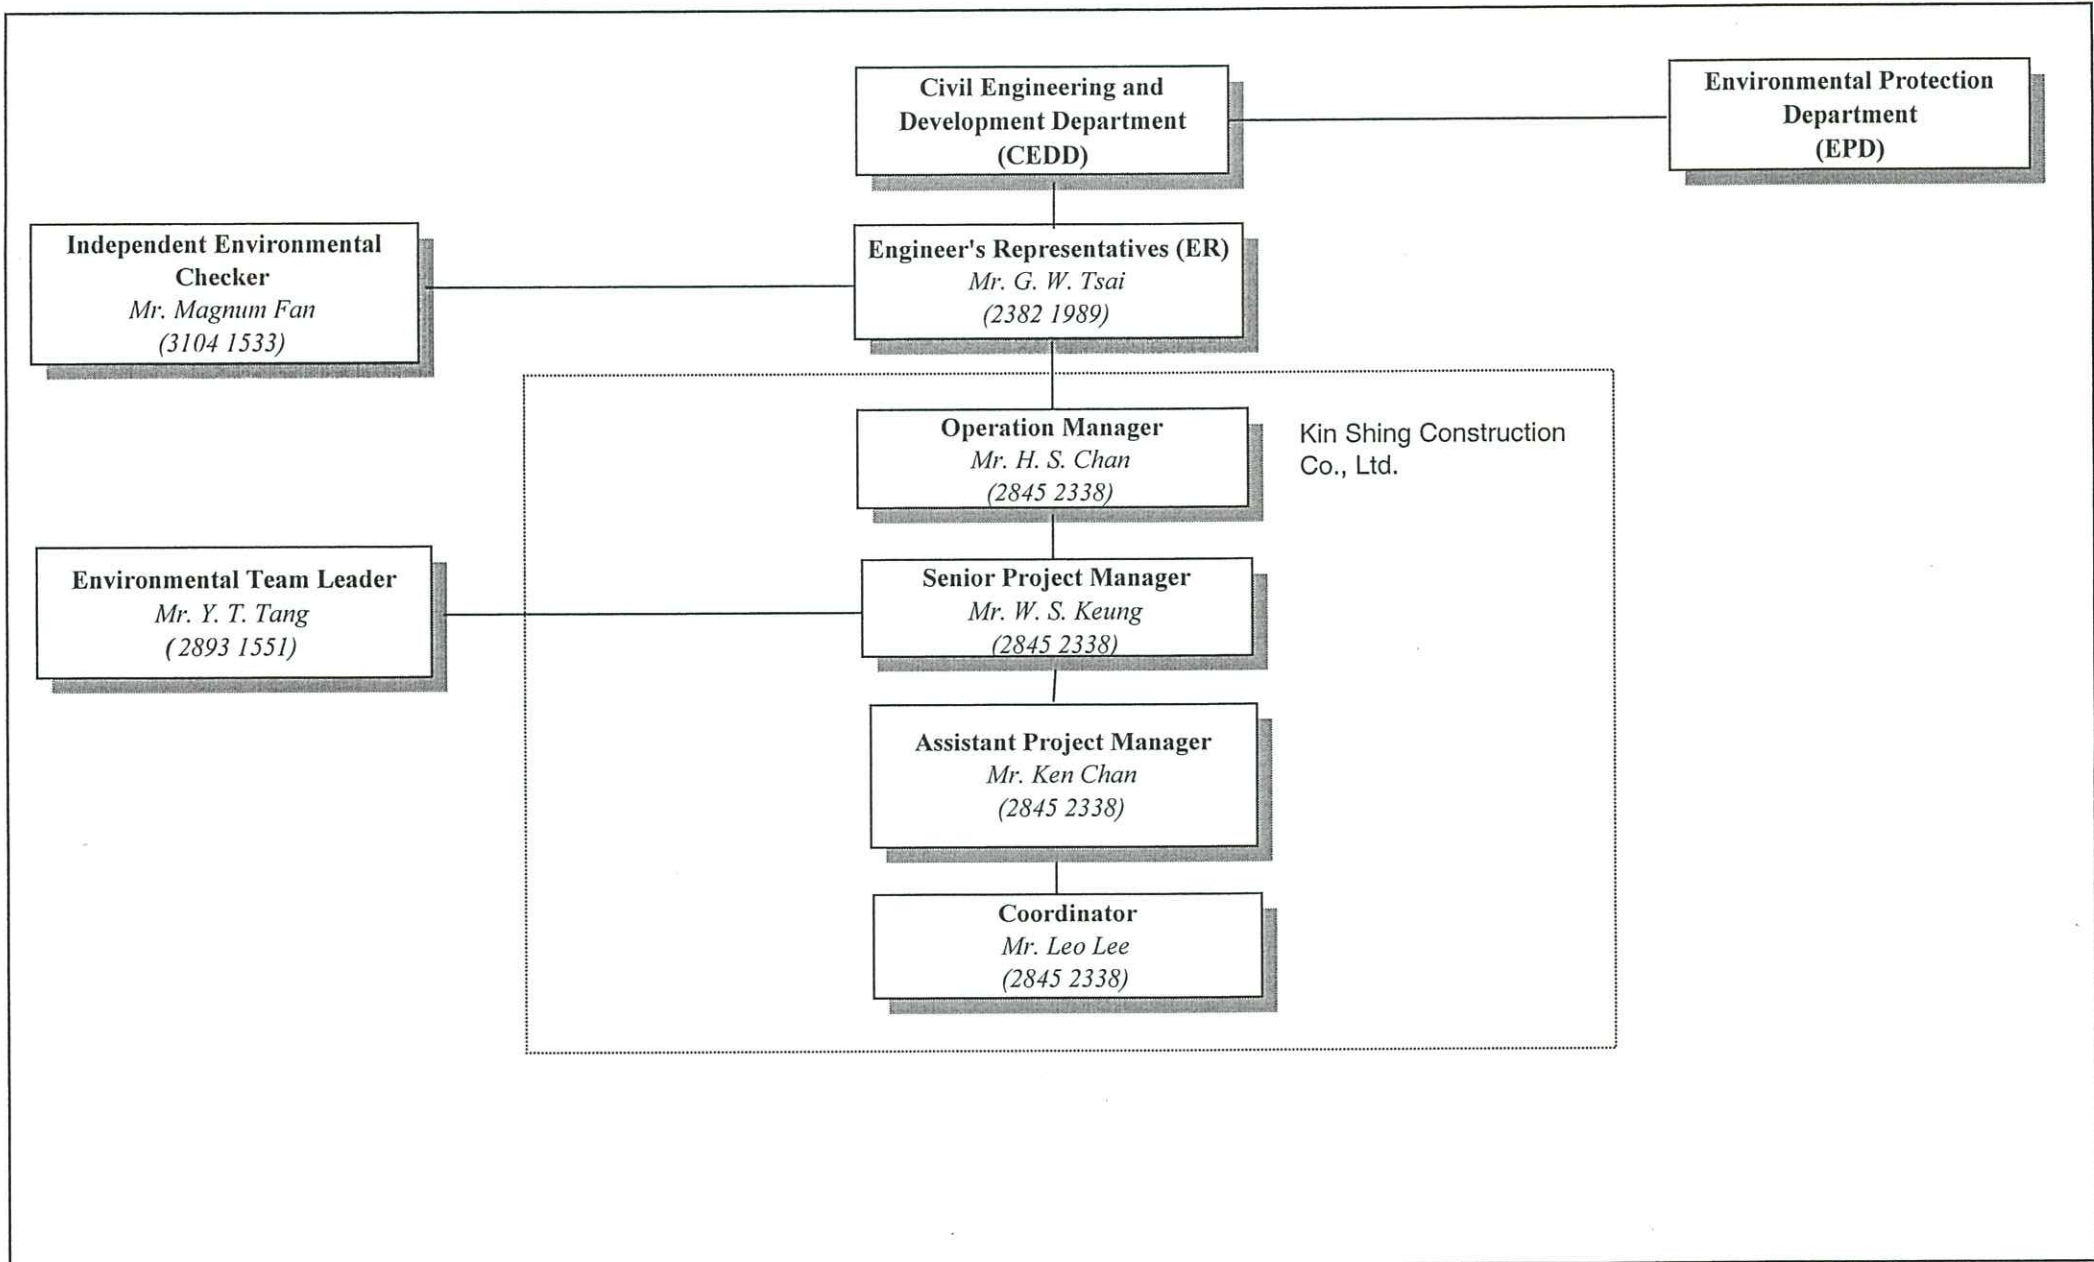 Civil Engineering and
Development Department
(CEDD)
Environmental Protection
Department
(EPD)
Independent Environmental
Checker
Mr. Magnum Fan
(3104 1533)
Engineer's Representatives (ER)
Mr. G. W. Tsai
(2382 1989)
Operation Manager
Mr. H. S. Chan
(2845 2338)
Kin Shing Construction
Co., Ltd.
Environmental Team Leader
Mr. Y. T. Tang
(2893 1551)
Senior Project Manager
Mr. W. S. Keung
(2845 2338)
Assistant Project Manager
Mr. Ken Chan
(2845 2338)
Coordinator
Mr. Leo Lee
(2845 2338)